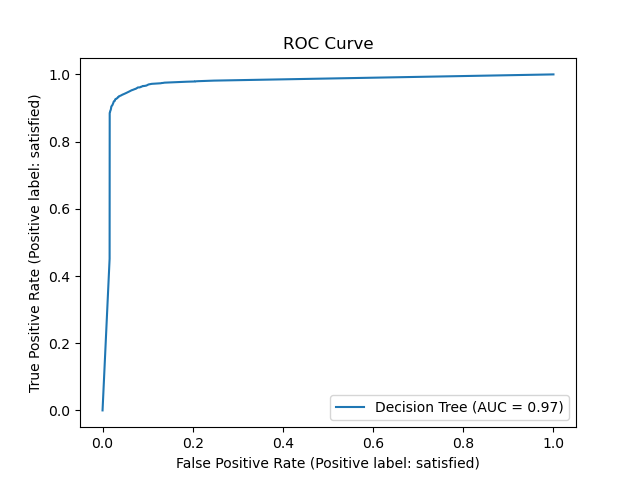 ROC Curve
1.0
0.8
0.6
0.4
0.2
0.0
True Positive Rate (Positive label: satisfied)
Decision Tree (AUC = 0.97)
0.0 0.2 0.4 0.6 0.8 1.0
False Positive Rate (Positive label: satisfied)